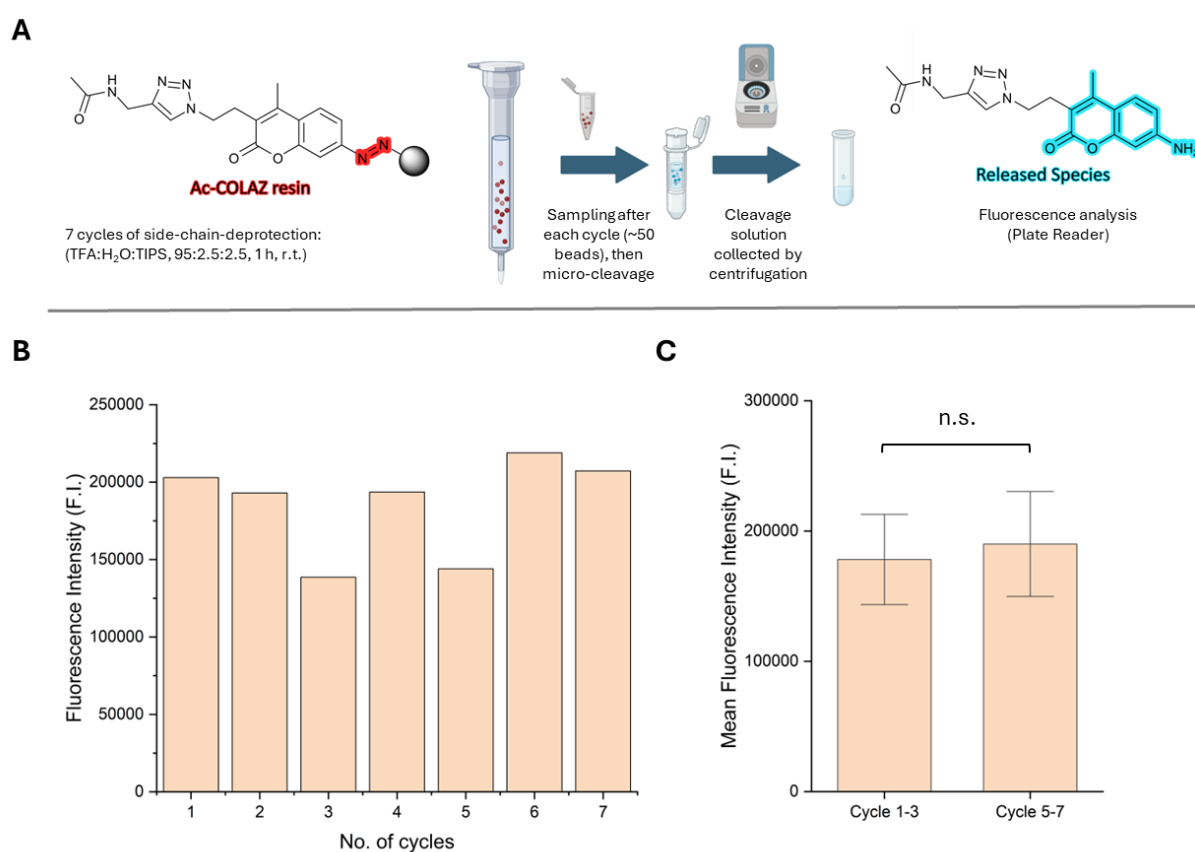 A
H
N
O
N=N
N
O
O
N
N
Ac-COLAZ resin
7 cycles of side-chain-deprotection:
(TFA:H₂O:TIPS, 95:2.5:2.5, 1 h, r.t.)
Sampling after
each cycle (~50
beads), then
micro-cleavage
Cleavage
solution
collected by
centrifugation
H
N
O
N=N
N
O
O
NH₂
Released Species
Fluorescence analysis
(Plate Reader)
B
Fluorescence Intensity (F.I.)
250000
200000
150000
100000
50000
0
1 2 3 4 5 6 7
No. of cycles
C
Mean Fluorescence Intensity (F.I.)
300000
200000
100000
0
n.s.
Cycle 1-3 Cycle 5-7